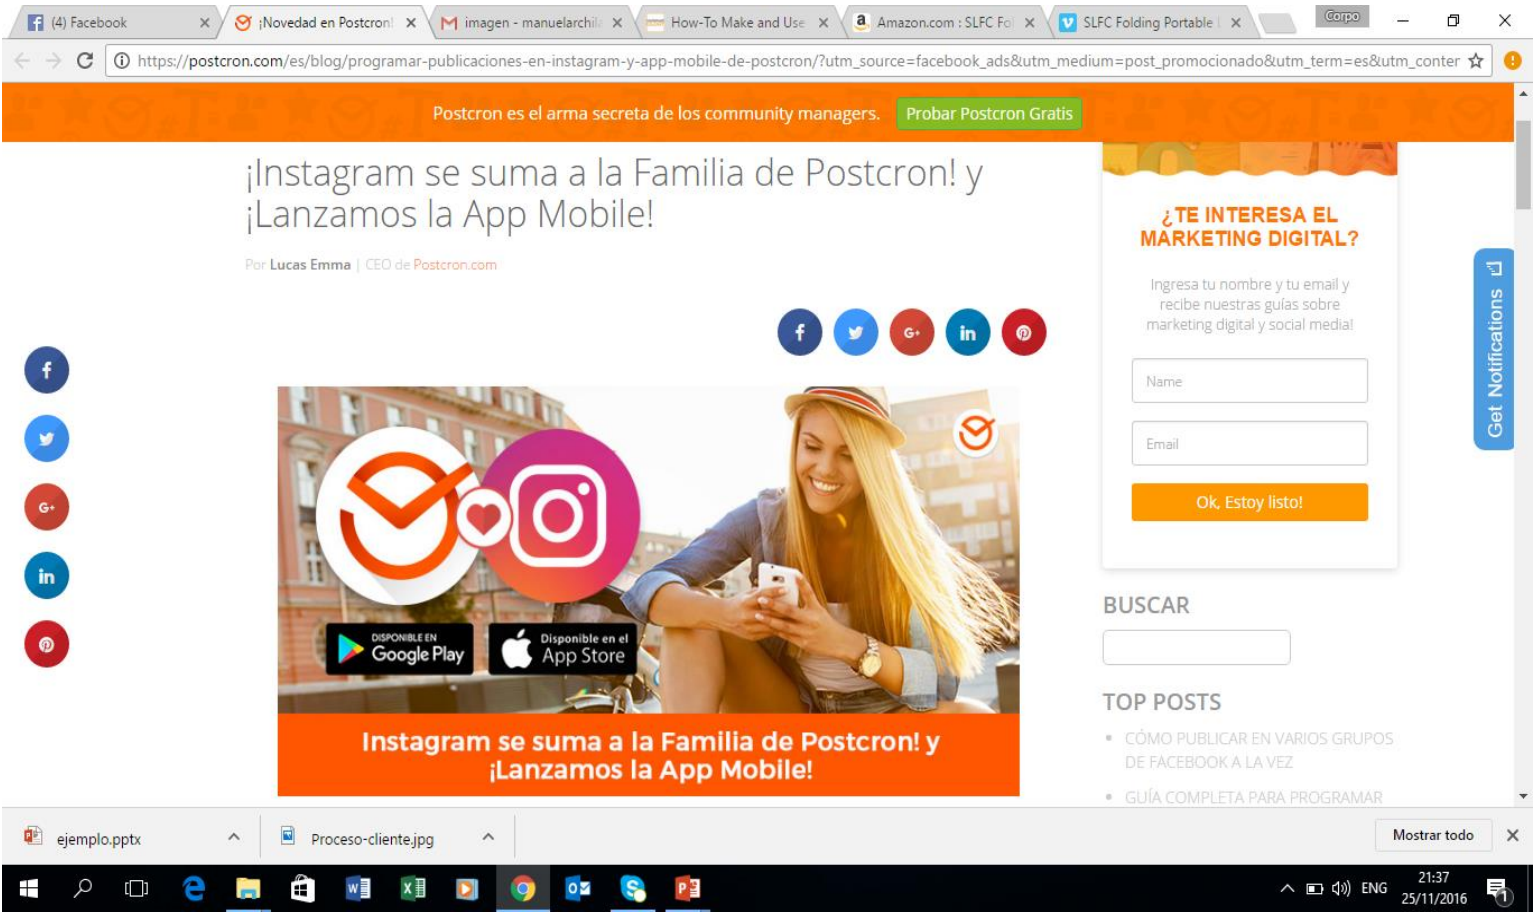 (4) Facebook
¡Novedad en Postcron!
imagen - manuelarchila
How-To Make and Use
Amazon.com : SLFC Fol
SLFC Folding Portable L
Corpo
https://postcron.com/es/blog/programar-publicaciones-en-instagram-y-app-mobile-de-postcron/?utm_source=facebook_ads&utm_medium=post_promocionado&utm_term=es&utm_conter
Postcron es el arma secreta de los community managers.
Probar Postcron Gratis
¡Instagram se suma a la Familia de Postcron! y
¡Lanzamos la App Mobile!
Por Lucas Emma | CEO de Postcron.com
f
G+
in
f
G+
in
DISPONIBLE EN
Google Play
Disponible en el
App Store
Instagram se suma a la Familia de Postcron! y
¡Lanzamos la App Mobile!
¿TE INTERESA EL
MARKETING DIGITAL?
Ingresa tu nombre y tu email y
recibe nuestras guías sobre
marketing digital y social media!
Name
Email
Ok, Estoy listo!
Get Notifications
BUSCAR
TOP POSTS
CÓMO PUBLICAR EN VARIOS GRUPOS
DE FACEBOOK A LA VEZ
GUÍA COMPLETA PARA PROGRAMAR
ejemplo.pptx
Proceso-cliente.jpg
Mostrar todo
ENG
21:37
25/11/2016
1